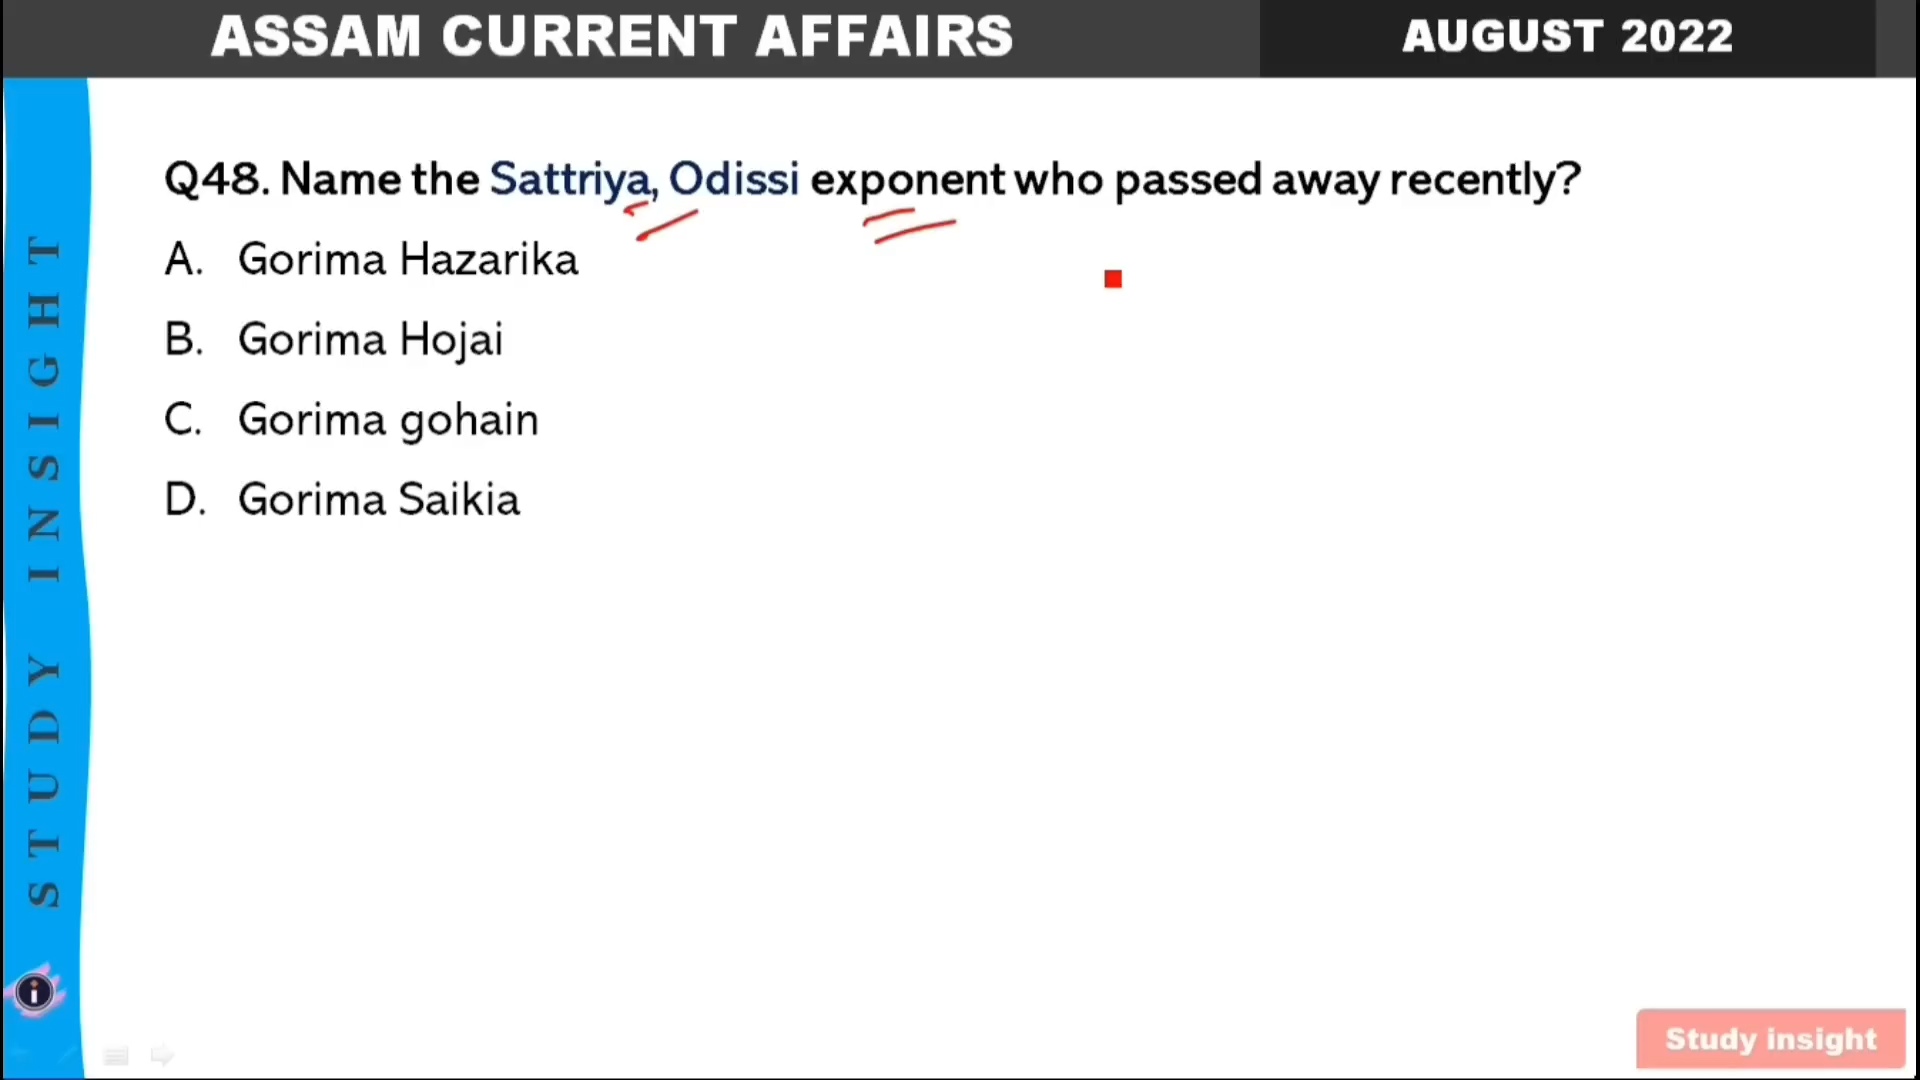 ASSAM CURRENT AFFAIRS
AUGUST 2022
Q48. Name the Sattriya, Odissi exponent who passed away recently?
A. Gorima Hazarika
B. Gorima Hojai
C. Gorima gohain
D. Gorima Saikia
STUDY INSIGHT
i
Study insight